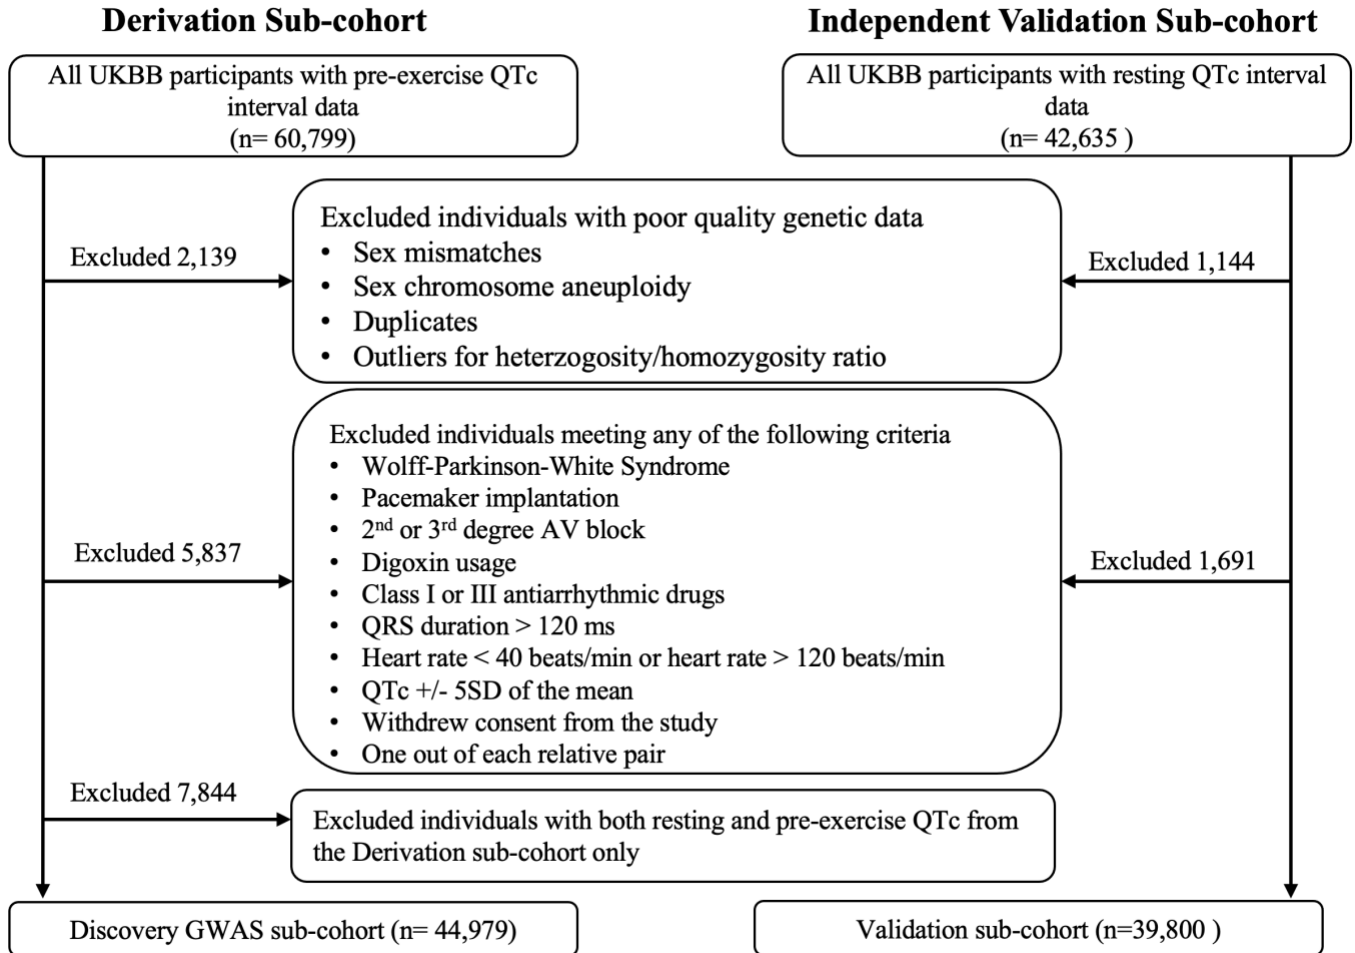 Derivation Sub-cohort
Independent Validation Sub-cohort
All UKBB participants with pre-exercise QTc
interval data
(n= 60,799)
All UKBB participants with resting QTc interval
data
(n= 42,635 )
Excluded 2,139
Excluded individuals with poor quality genetic data
• Sex mismatches
• Sex chromosome aneuploidy
• Duplicates
• Outliers for heterzogosity/homozygosity ratio
Excluded 1,144
Excluded 5,837
Excluded individuals meeting any of the following criteria
• Wolff-Parkinson-White Syndrome
• Pacemaker implantation
• 2nd or 3rd degree AV block
• Digoxin usage
• Class I or III antiarrhythmic drugs
• QRS duration > 120 ms
• Heart rate < 40 beats/min or heart rate > 120 beats/min
• QTc +/- 5SD of the mean
• Withdrew consent from the study
• One out of each relative pair
Excluded 1,691
Excluded 7,844
Excluded individuals with both resting and pre-exercise QTc from
the Derivation sub-cohort only
Discovery GWAS sub-cohort (n= 44,979)
Validation sub-cohort (n=39,800 )